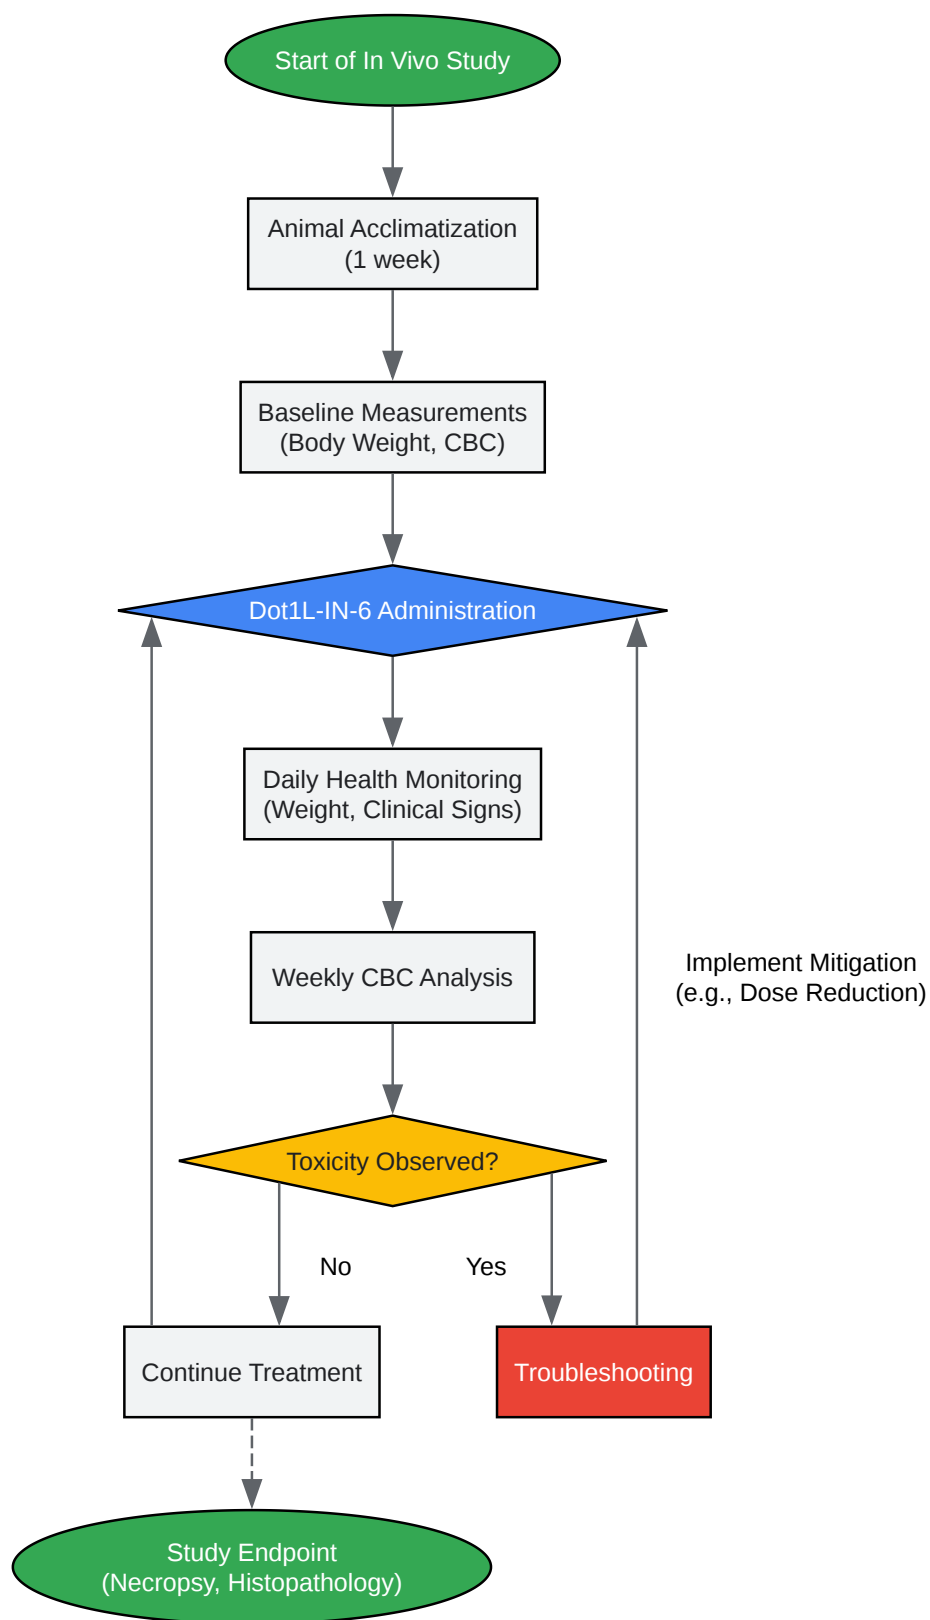 Start of In Vivo Study
Animal Acclimatization
(1 week)
Baseline Measurements
(Body Weight, CBC)
Dot1L-IN-6 Administration
Daily Health Monitoring
(Weight, Clinical Signs)
Weekly CBC Analysis
Implement Mitigation
(e.g., Dose Reduction)
Toxicity Observed?
No
Yes
Continue Treatment
Troubleshooting
Study Endpoint
(Necropsy, Histopathology)